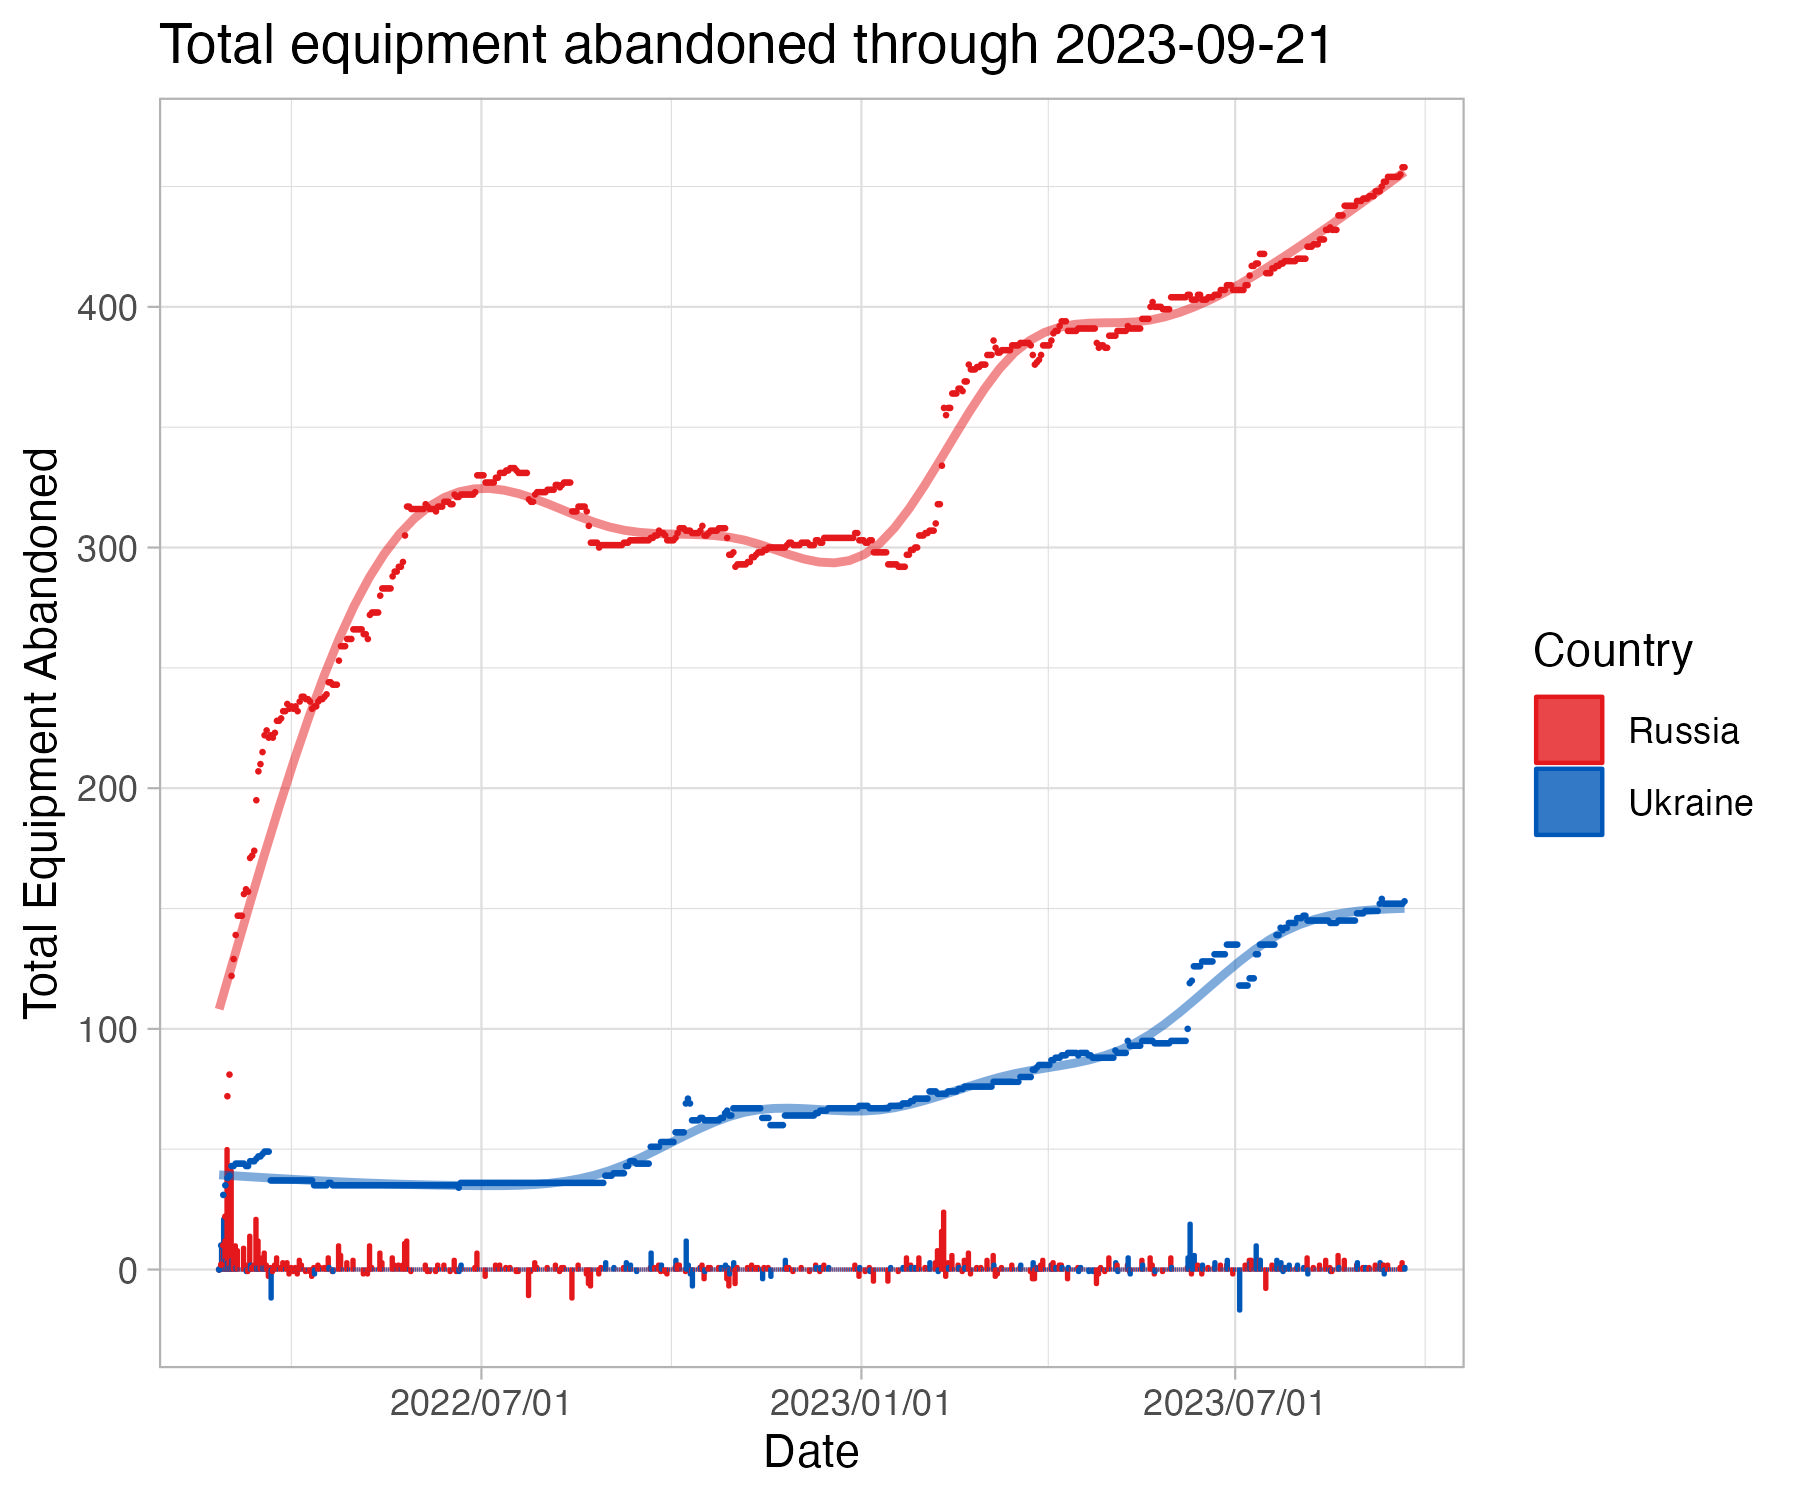 Total equipment abandoned through 2023-09-21
Total Equipment Abandoned
400
300
200
100
0
2022/07/01
2023/01/01
2023/07/01
Date
Country
Russia
Ukraine